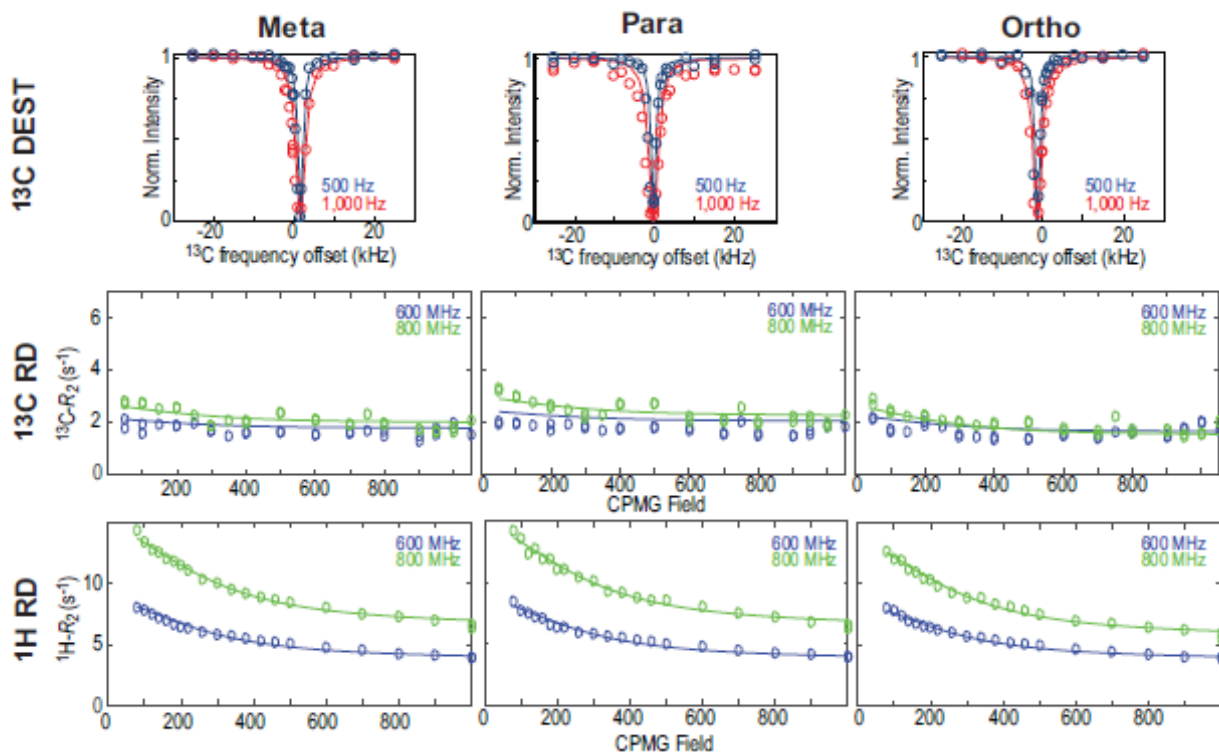 Meta Para Ortho
13C DEST
Norm. Intensity Norm. Intensity Norm. Intensity
1 1 1
0 0 0
500 Hz 500 Hz 500 Hz
1,000 Hz 1,000 Hz 1,000 Hz
-20 0 20 -20 0 20 -20 0 20
¹³C frequency offset (kHz) ¹³C frequency offset (kHz) ¹³C frequency offset (kHz)
13C RD
¹³C-R₂ (s⁻¹)
6
4
2
0
600 MHz 600 MHz 600 MHz
800 MHz 800 MHz 800 MHz
200 400 600 800 0 200 400 600 800 0 200 400 600 800
CPMG Field
1H RD
¹H-R₂ (s⁻¹)
10
5
0
600 MHz 600 MHz 600 MHz
800 MHz 800 MHz 800 MHz
0 200 400 600 800 0 200 400 600 800 0 200 400 600 800
CPMG Field